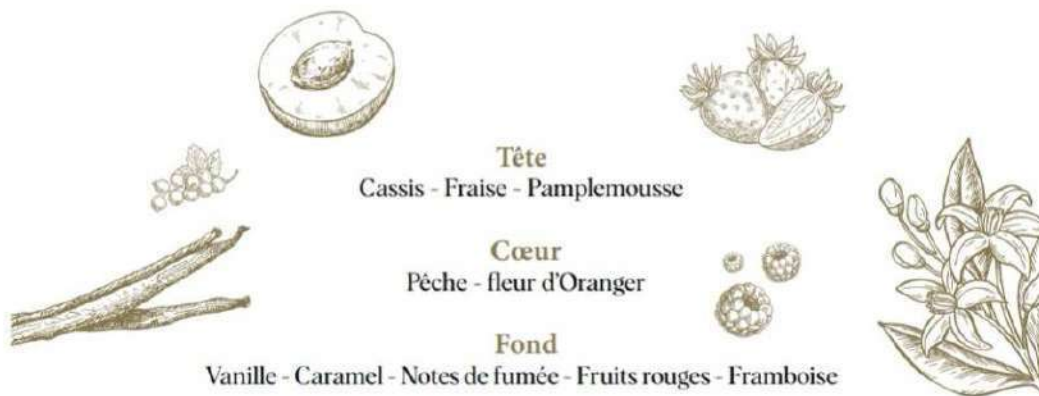 Tête
Cassis - Fraise - Pamplemousse
Cœur
Pêche - fleur d'Oranger
Fond
Vanille - Caramel - Notes de fumée - Fruits rouges - Framboise